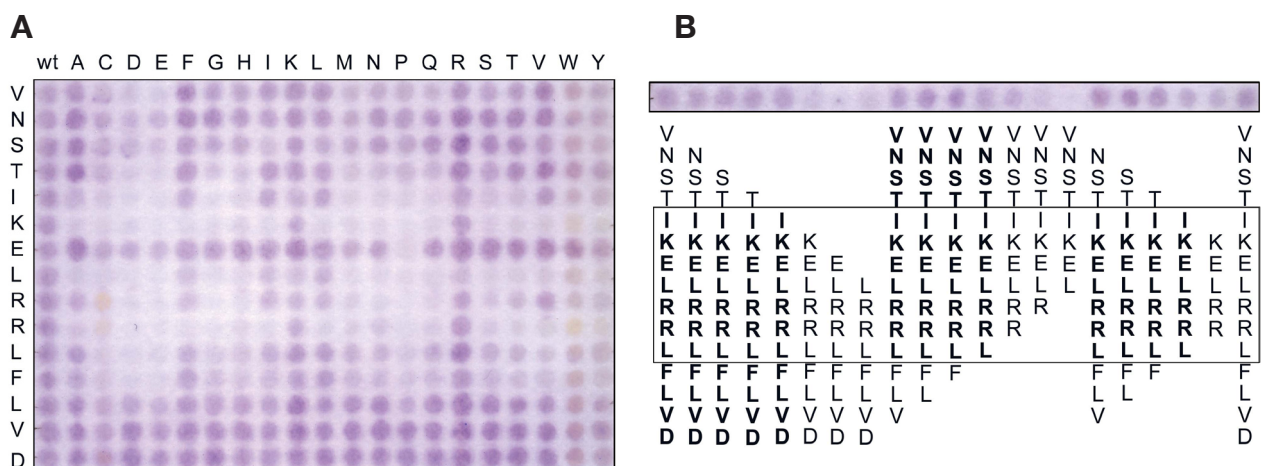 A
wt A C D E F G H I K L M N P Q R S T V W Y
V
N
S
T
I
K
E
L
R
R
L
F
L
V
D
B
V V V V V V V V V
N N N N N N N N N N N
S S S S S S S S S S S S S
T T T T T T T T T T T T T T T
I I I I I I I I I I I I I I I I I
K K K K K K K K K K K K K K K K K K K
E E E E E E E E E E E E E E E E E E E E
L L L L L L L L L L L L L L L L L L L L L
R R R R R R R R R R R R R R R R R R R R
R R R R R R R R R R R R R R R R R R R
L L L L L L L L L L L L L L L L L
F F F F F F F F F F F F F F F
L L L L L L L L L L L L L
V V V V V V V V V V V
D D D D D D D D D